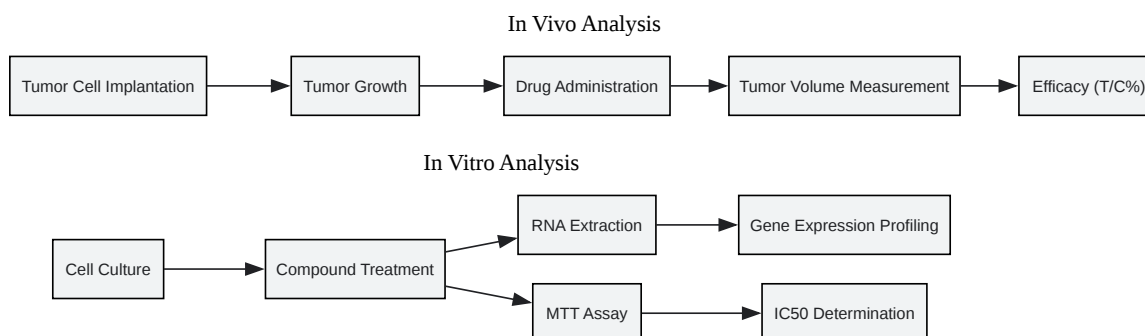 In Vivo Analysis
Tumor Cell Implantation
Tumor Growth
Drug Administration
Tumor Volume Measurement
Efficacy (T/C%)
In Vitro Analysis
RNA Extraction
Gene Expression Profiling
Cell Culture
Compound Treatment
MTT Assay
IC50 Determination